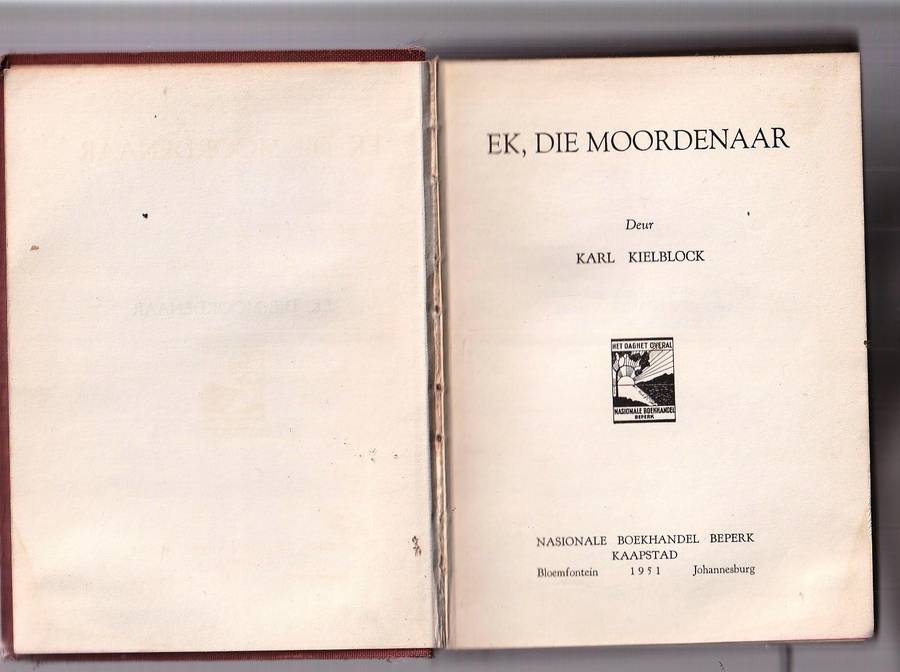 EK, DIE MOORDENAAR
Deur
KARL KIELBLOCK
HET DAGHET OVERAL
NASIONALE BOEKHANDEL
BEPERK
NASIONALE BOEKHANDEL BEPERK
KAAPSTAD
Bloemfontein 1951 Johannesburg